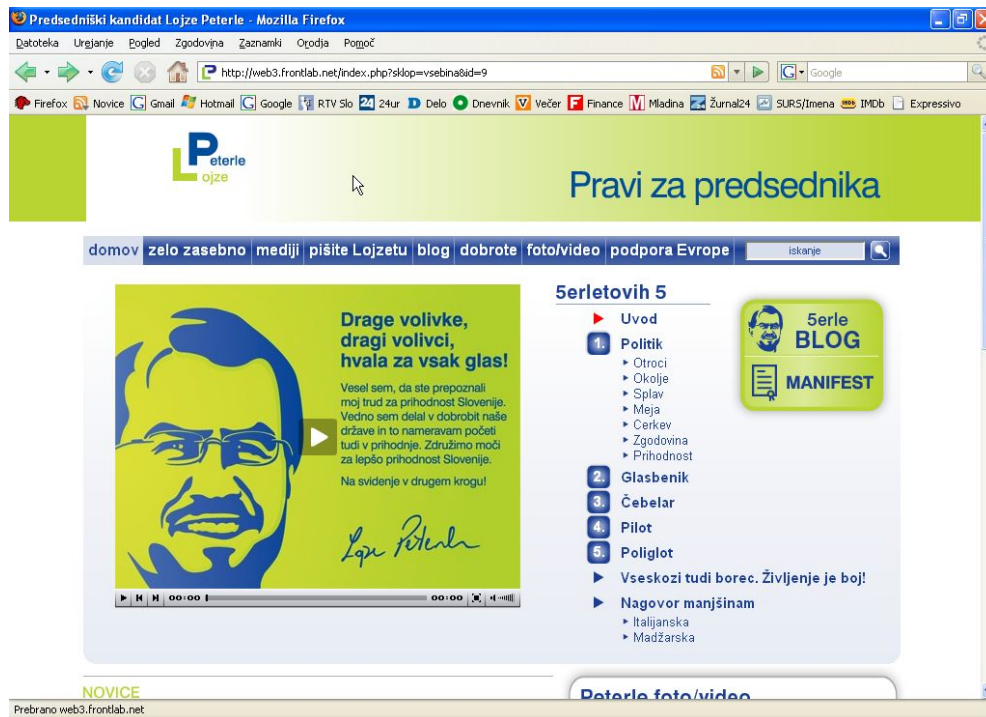 Predsedniški kandidat Lojze Peterle - Mozilla Firefox
Datoteka Urejanje Pogled Zgodovina Zaznamki Orodja Pomoč
http://web3.frontlab.net/index.php?sklop=vsebina&id=9
Google
Firefox Novice Gmail Hotmail Google RTV Slo 24ur Delo Dnevnik Večer Finance Mladina Žurnal24 SURS/Imena IMDb Expressivo
Peterle
Lojze
Pravi za predsednika
domov zelo zasebno mediji pišite Lojzetu blog dobrote foto/video podpora Evrope iskanje
Drage volivke,
dragi volivci,
hvala za vsak glas!
Vesel sem, da ste prepoznali
moj trud za prihodnost Slovenije.
Vedno sem delal v dobrobit naše
države in to nameravam početi
tudi v prihodnje. Združimo moči
za lepšo prihodnost Slovenije.
Na svidenje v drugem krogu!
Lojze Peterle
00:00 00:00
5erletovih 5
Uvod
1. Politik
Otroci
Okolje
Splav
Meja
Cerkev
Zgodovina
Prihodnost
2. Glasbenik
3. Čebelar
4. Pilot
5. Poliglot
Vseskozi tudi borec. Življenje je boj!
Nagovor manjšinam
Italijanska
Madžarska
5erle
BLOG
MANIFEST
NOVICE
Peterle foto/video
Prebrano web3.frontlab.net